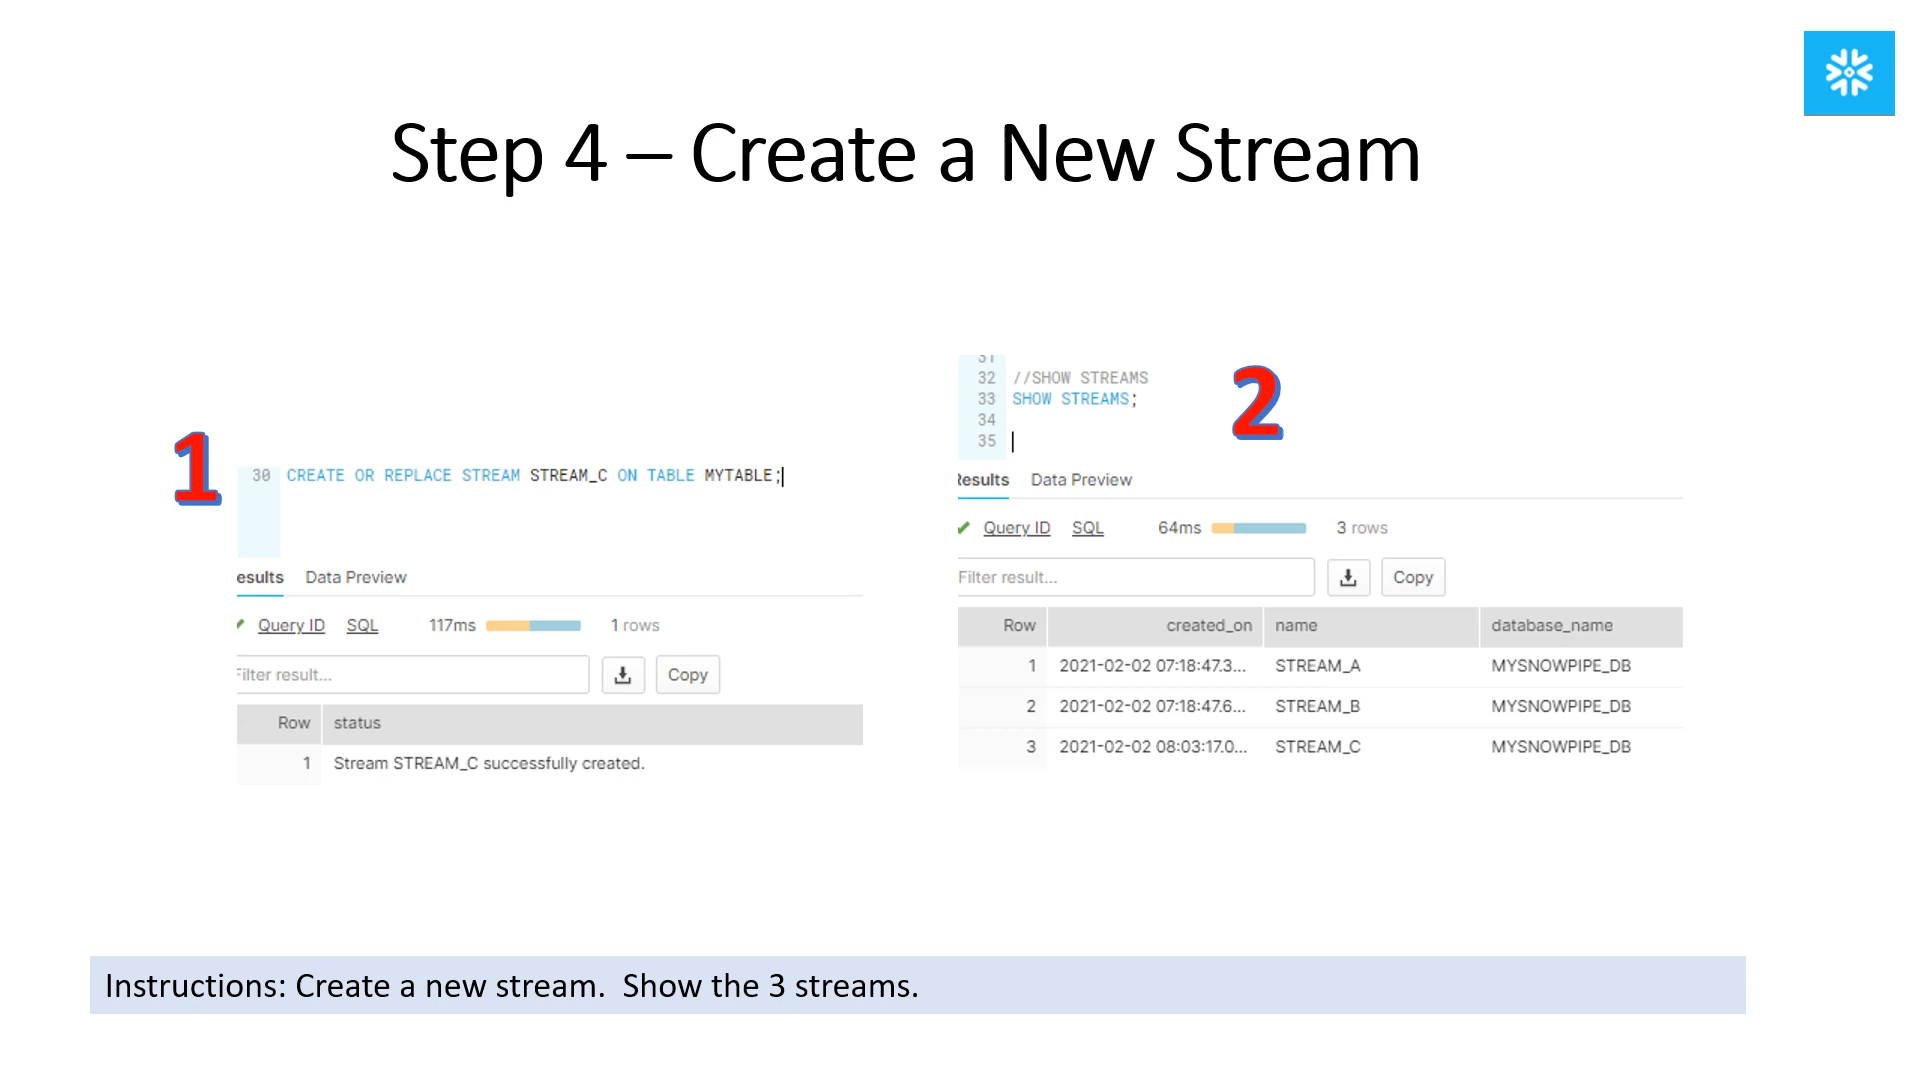 Step 4 – Create a New Stream
1
30 CREATE OR REPLACE STREAM STREAM_C ON TABLE MYTABLE;
esults Data Preview
Query ID SQL 117ms 1 rows
Filter result... Copy
Row status
1 Stream STREAM_C successfully created.
2
31
32 //SHOW STREAMS
33 SHOW STREAMS;
34
35
Results Data Preview
Query ID SQL 64ms 3 rows
Filter result... Copy
Row created_on name database_name
1 2021-02-02 07:18:47.3... STREAM_A MYSNOWPIPE_DB
2 2021-02-02 07:18:47.6... STREAM_B MYSNOWPIPE_DB
3 2021-02-02 08:03:17.0... STREAM_C MYSNOWPIPE_DB
Instructions: Create a new stream. Show the 3 streams.